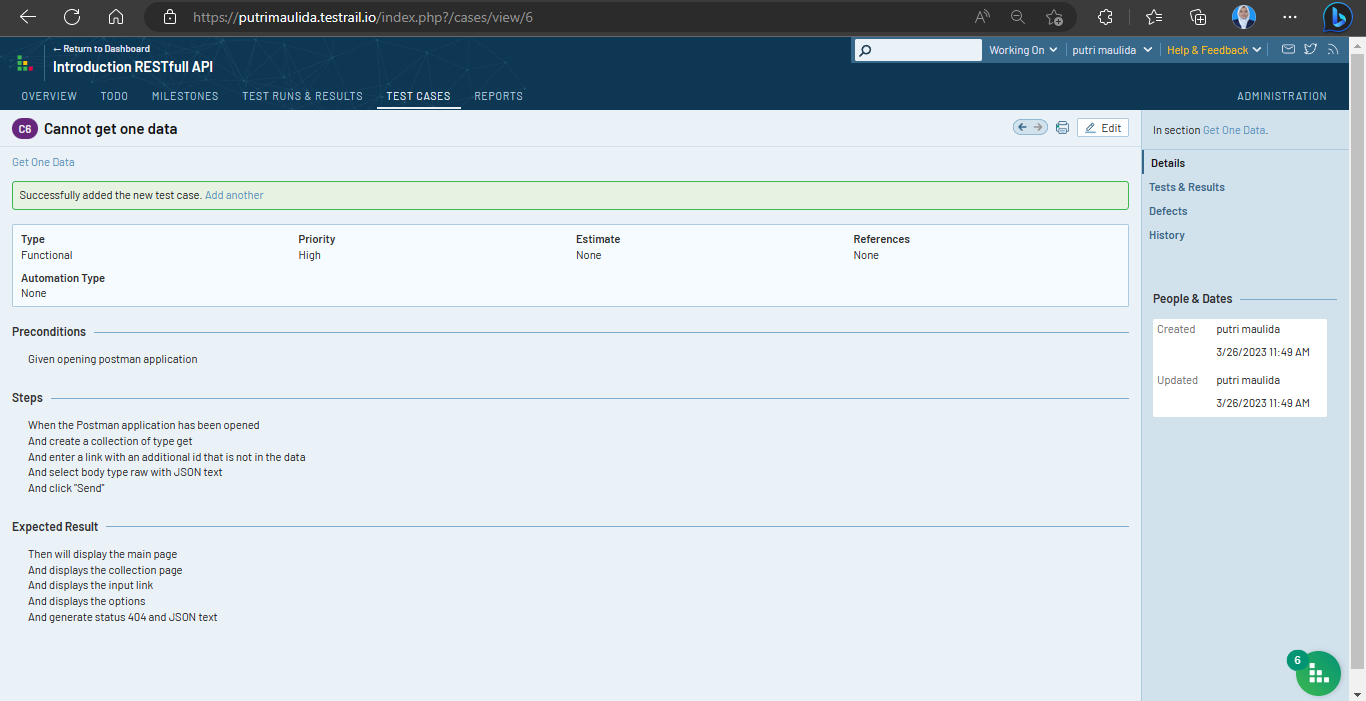 https://putrimaulida.testrail.io/index.php?/cases/view/6
← Return to Dashboard
Introduction RESTfull API
Working On
putri maulida
Help & Feedback
OVERVIEW TODO MILESTONES TEST RUNS & RESULTS TEST CASES REPORTS ADMINISTRATION
C6 Cannot get one data
Edit
In section Get One Data.
Get One Data
Details
Successfully added the new test case. Add another
Tests & Results
Defects
History
Type Priority Estimate References
Functional High None None
Automation Type
None
People & Dates
Created putri maulida
3/26/2023 11:49 AM
Updated putri maulida
3/26/2023 11:49 AM
Preconditions
Given opening postman application
Steps
When the Postman application has been opened
And create a collection of type get
And enter a link with an additional id that is not in the data
And select body type raw with JSON text
And click "Send"
Expected Result
Then will display the main page
And displays the collection page
And displays the input link
And displays the options
And generate status 404 and JSON text
6